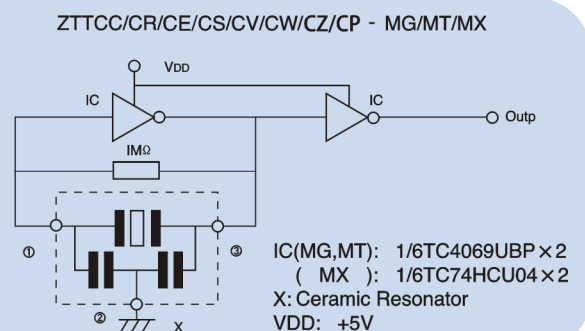 ZTTCC/CR/CE/CS/CV/CW/CZ/CP - MG/MT/MX
VDD
IC
IC
Outp
IMΩ
①
③
IC(MG,MT): 1/6TC4069UBP×2
( MX ): 1/6TC74HCU04×2
X: Ceramic Resonator
②
X
VDD: +5V